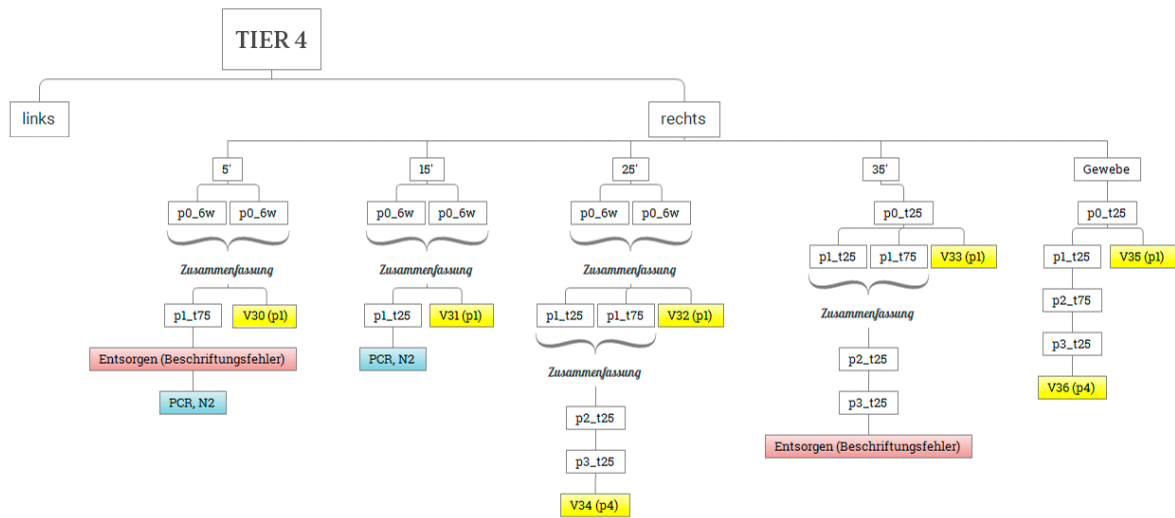 TIER 4
links
rechts
5'
15'
25'
35'
Gewebe
p0_6w
p0_6w
p0_6w
p0_6w
p0_6w
p0_6w
p0_t25
p0_t25
p1_t25
p1_t75
V33 (p1)
p1_t25
V35 (p1)
Zusammenfassung
Zusammenfassung
Zusammenfassung
p1_t75
V30 (p1)
p1_t25
V31 (p1)
p1_t25
p1_t75
V32 (p1)
p2_t75
Zusammenfassung
Entsorgen (Beschriftungsfehler)
PCR, N2
Zusammenfassung
p2_t25
p3_t25
PCR, N2
p3_t25
V36 (p4)
p2_t25
Entsorgen (Beschriftungsfehler)
p3_t25
V34 (p4)